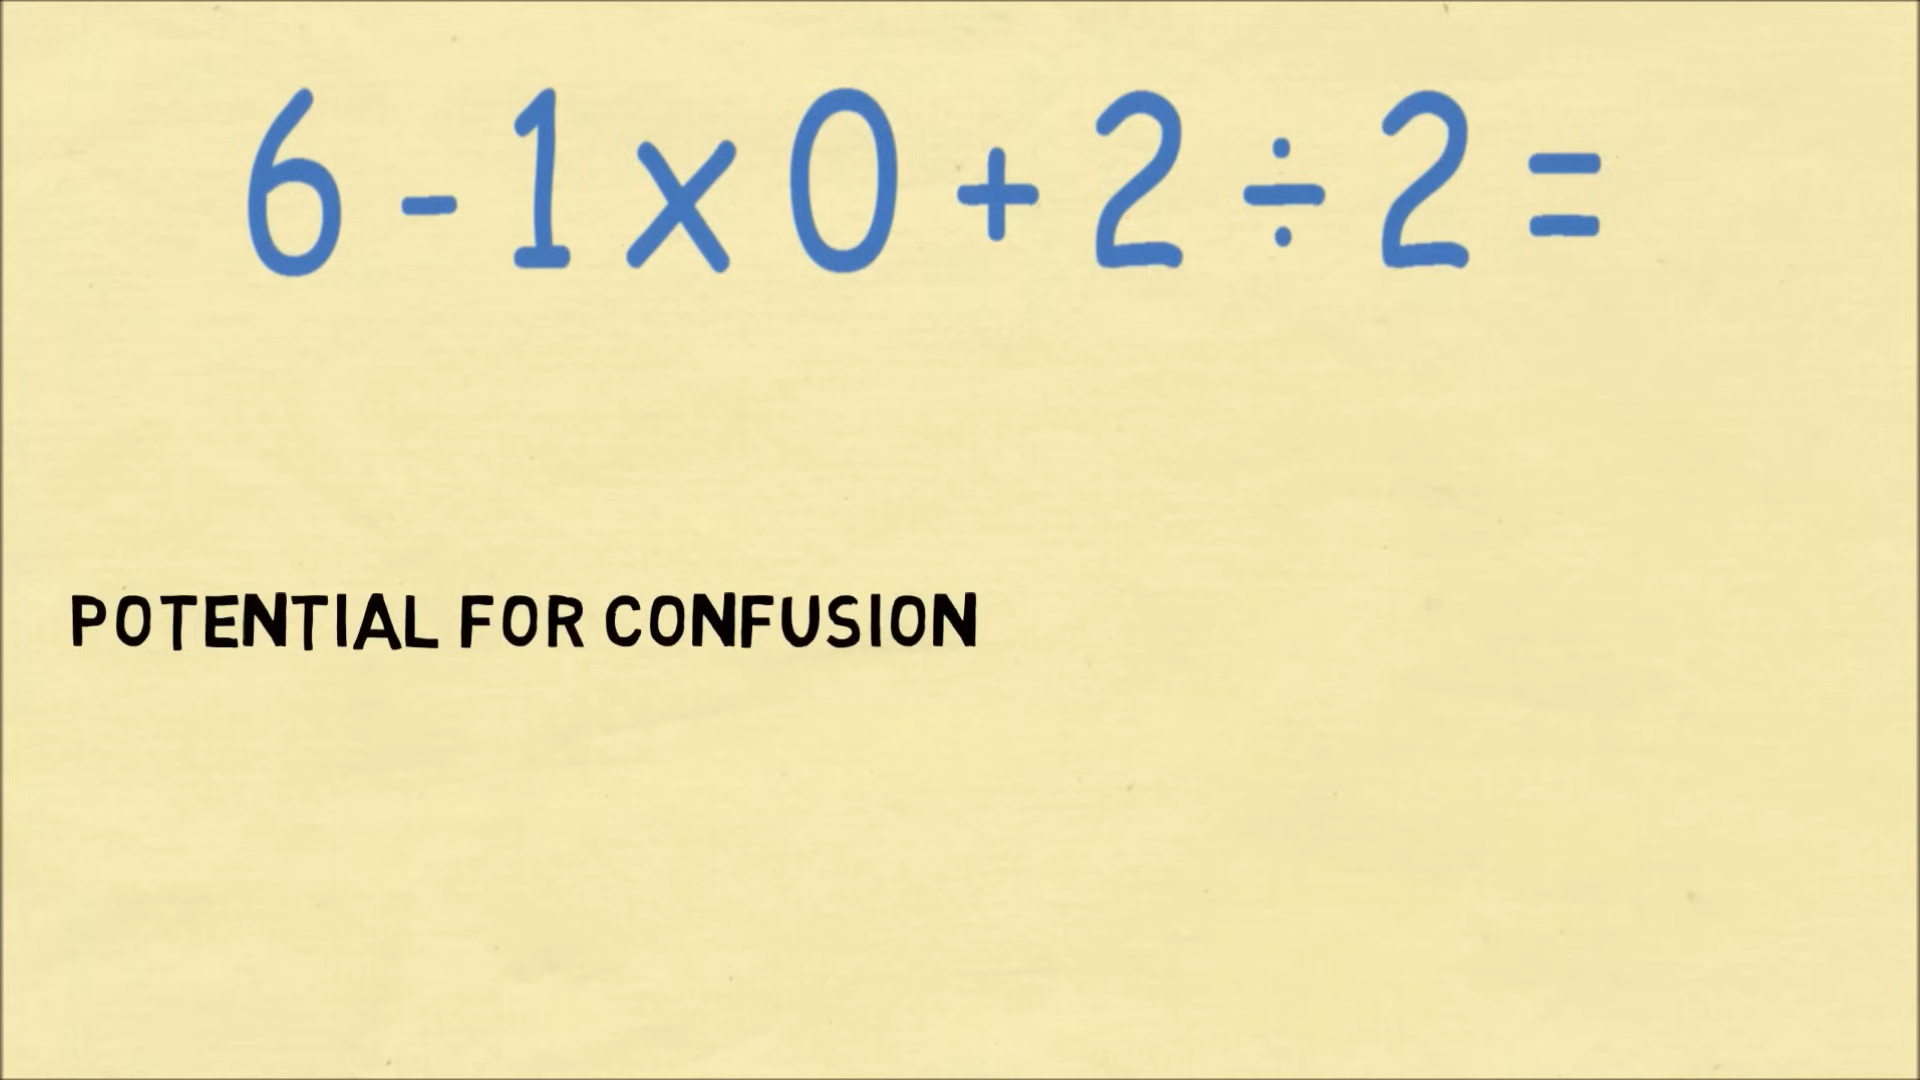 6 - 1 x 0 + 2 ÷ 2 =
POTENTIAL FOR CONFUSION